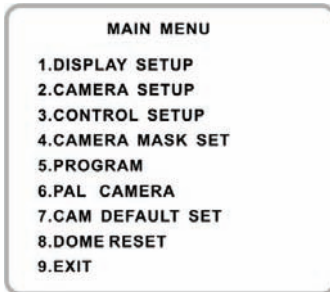 MAIN MENU
1.DISPLAY SETUP
2.CAMERA SETUP
3.CONTROL SETUP
4.CAMERA MASK SET
5.PROGRAM
6.PAL CAMERA
7.CAM DEFAULT SET
8.DOME RESET
9.EXIT